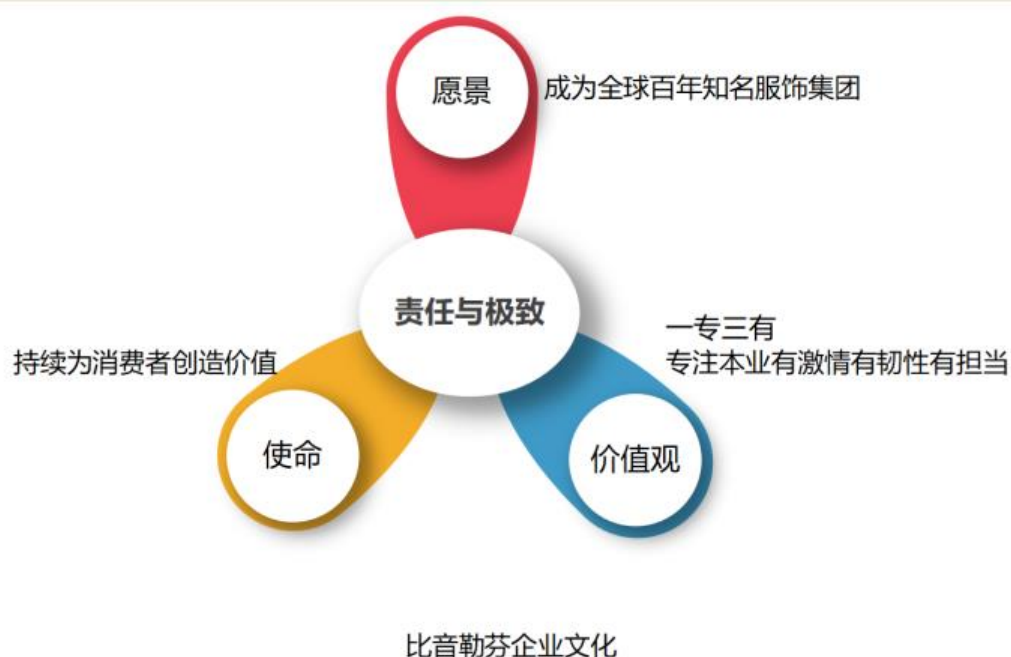 愿景
成为全球百年知名服饰集团
责任与极致
一专三有
专注本业有激情有韧性有担当
持续为消费者创造价值
使命
价值观
比音勒芬企业文化